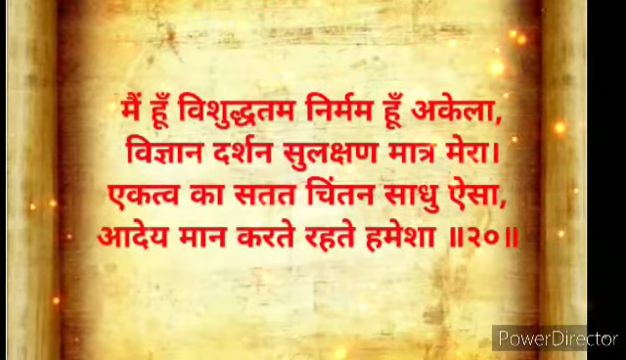 मैं हूँ विशुद्धतम निर्मम हूँ अकेला,
विज्ञान दर्शन सुलक्षण मात्र मेरा।
एकत्व का सतत चिंतन साधु ऐसा,
आदेय मान करते रहते हमेशा ॥२०॥
PowerDirector